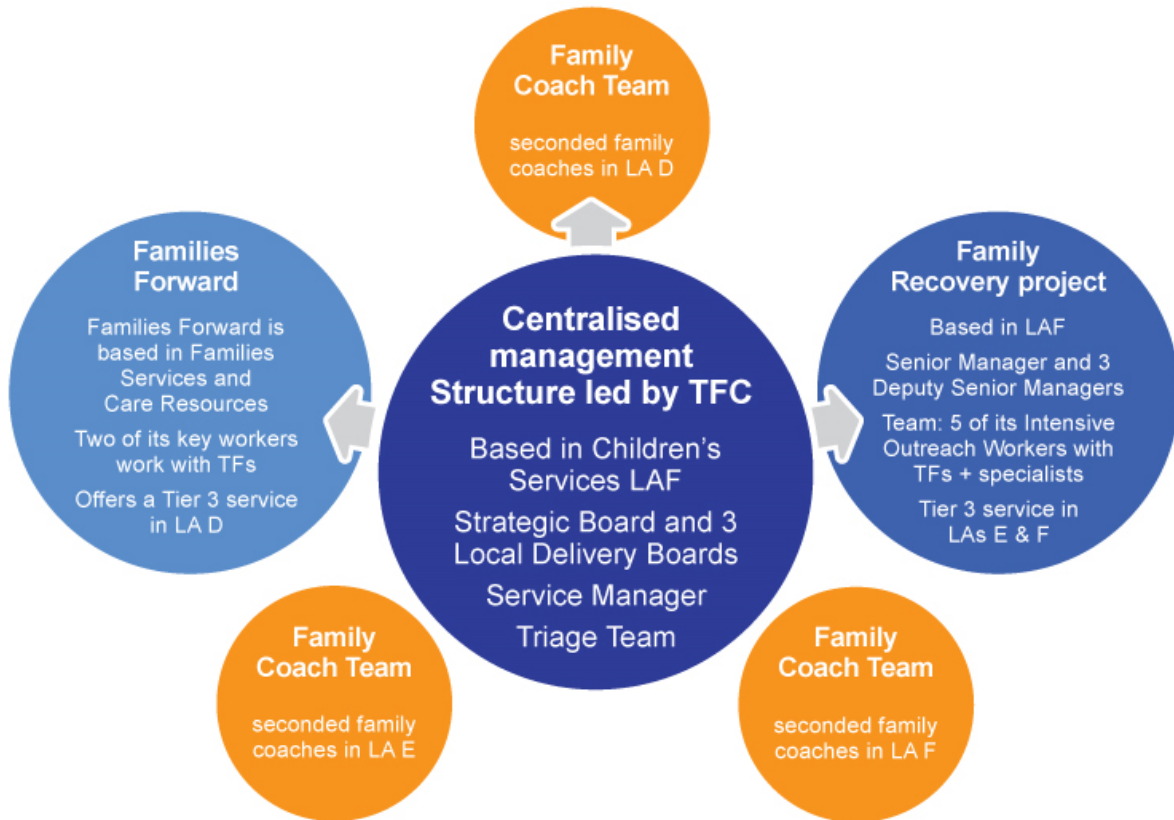 Family
Coach Team
seconded family
coaches in LA D
Families
Forward
Families Forward is
based in Families
Services and
Care Resources
Two of its key workers
work with TFs
Offers a Tier 3 service
in LA D
Centralised
management
Structure led by TFC
Based in Children's
Services LAF
Strategic Board and 3
Local Delivery Boards
Service Manager
Triage Team
Family
Recovery project
Based in LAF
Senior Manager and 3
Deputy Senior Managers
Team: 5 of its Intensive
Outreach Workers with
TFs + specialists
Tier 3 service in
LAs E & F
Family
Coach Team
seconded family
coaches in LA E
Family
Coach Team
seconded family
coaches in LA F